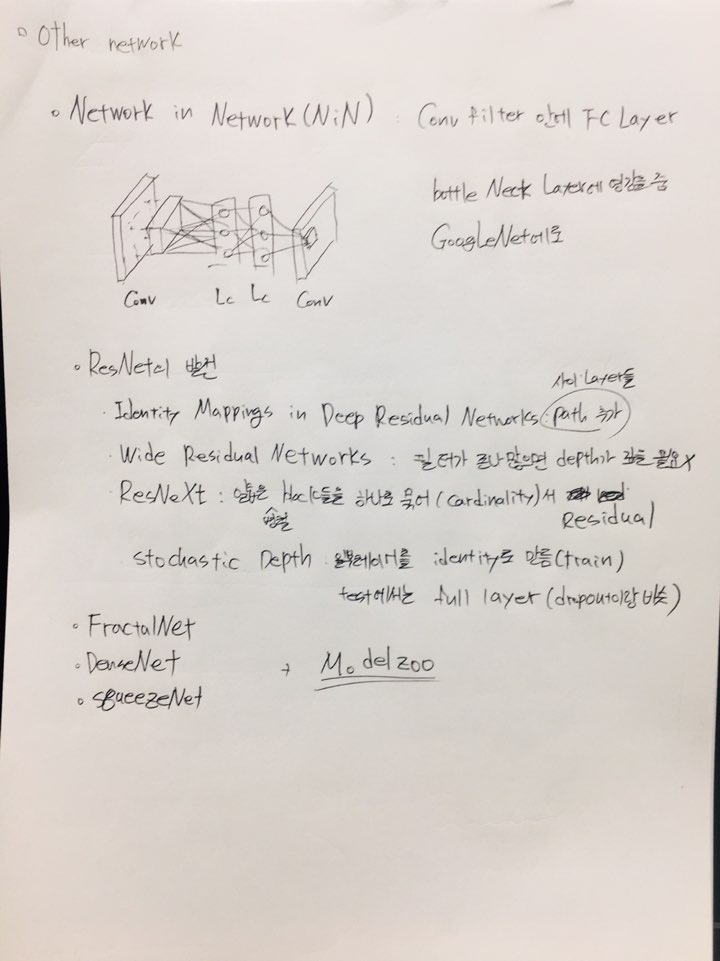 Other network
Network in Network (NiN) : Conv filter 안에 FC Layer
bottle Neck Layer에 영감을 줌
GoogLeNet에로
Conv Lc Lc Conv
ResNet의 발전
사이 Layer들
Identity Mappings in Deep Residual Networks : path 추가
Wide Residual Networks : 필터가 존나 많으면 depth가 깊을 필요X
ResNeXt : 얇은 block들을 하나로 묶어 (cardinality)서
병렬
Residual
stochastic Depth 일부레이어를 identity로 만듦 (train)
test에서는 full layer (dropout이랑 비슷)
FractalNet
DenseNet + Model zoo
SqueezeNet